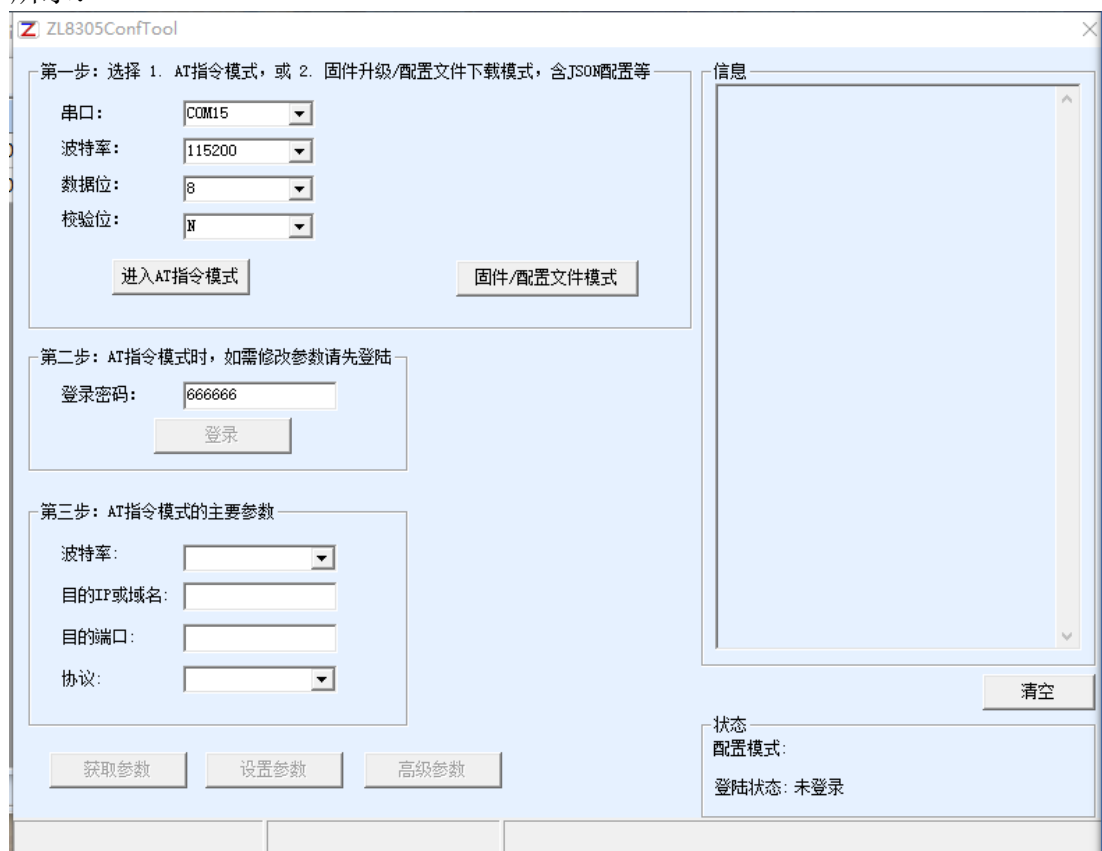 ZL8305ConfTool
第一步: 选择 1. AT指令模式, 或 2. 固件升级/配置文件下载模式, 含JSON配置等
串口:
COM15
波特率:
115200
数据位:
8
校验位:
N
进入AT指令模式
固件/配置文件模式
第二步: AT指令模式时, 如需修改参数请先登陆
登录密码:
666666
登录
第三步: AT指令模式的主要参数
波特率:
目的IP或域名:
目的端口:
协议:
获取参数
设置参数
高级参数
信息
清空
状态
配置模式:
登陆状态: 未登录